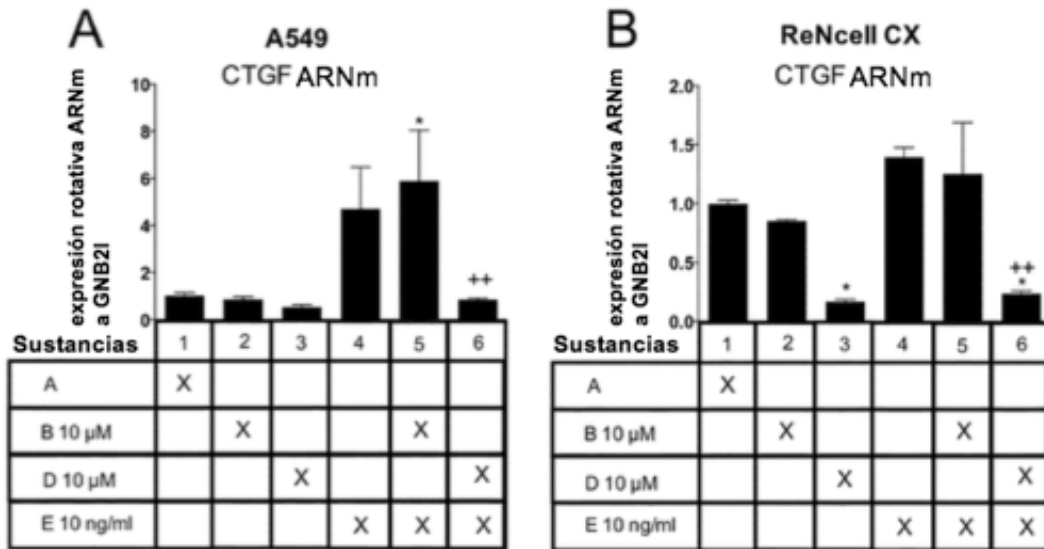 A
A549
CTGF ARNm
expresión rotativa ARNm
a GNB2l
10
8
6
4
2
0
*
++
Sustancias 1 2 3 4 5 6
A X
B 10 µM X X
D 10 µM X X
E 10 ng/ml X X X
B
ReNcell CX
CTGF ARNm
expresión rotativa ARNm
a GNB2l
2.0
1.5
1.0
0.5
0.0
*
++
*
Sustancias 1 2 3 4 5 6
A X
B 10 µM X X
D 10 µM X X
E 10 ng/ml X X X